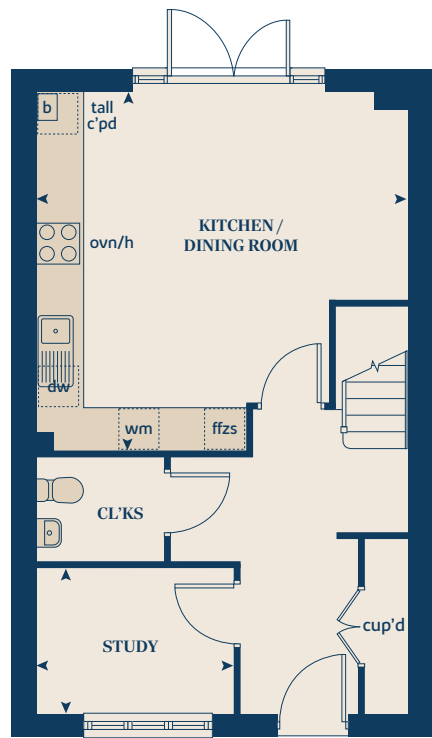 b
tall
c'pd
KITCHEN /
DINING ROOM
ovn/h
dw
wm
ffzs
CL'KS
STUDY
cup'd